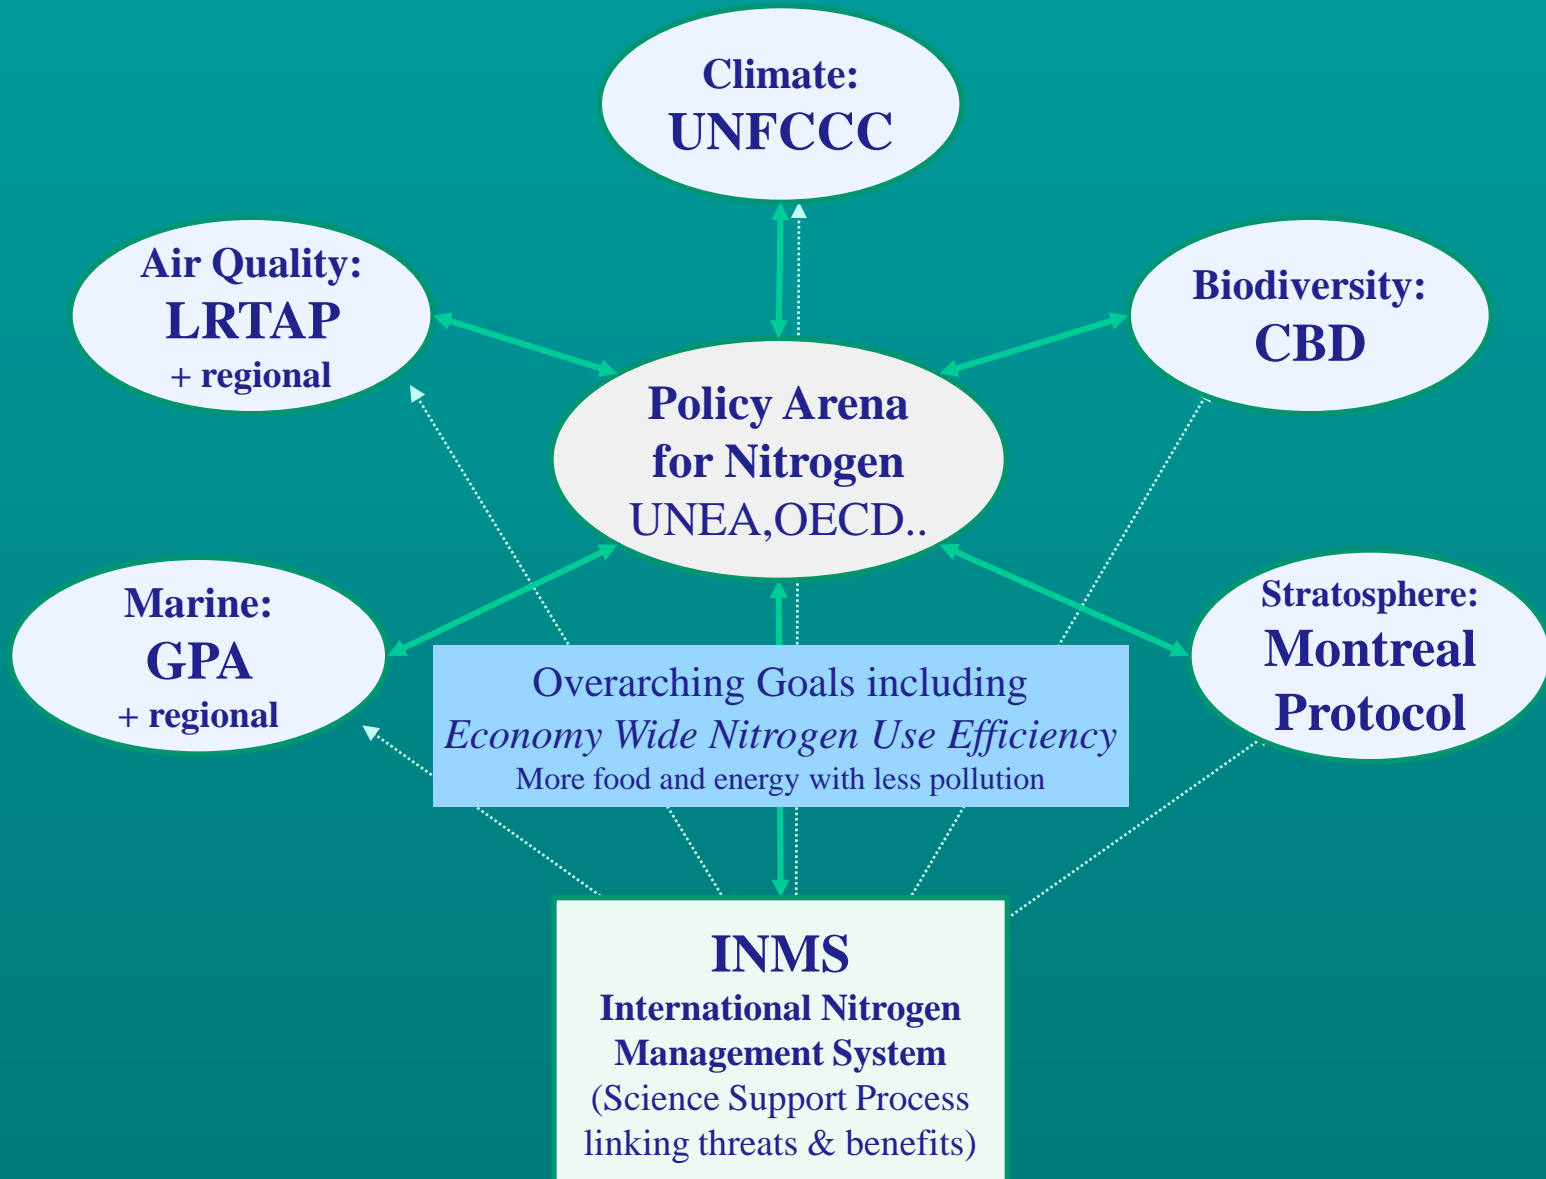 Climate:
UNFCCC
Air Quality:
LRTAP
+ regional
Biodiversity:
CBD
Policy Arena
for Nitrogen
UNEA,OECD..
Marine:
GPA
+ regional
Stratosphere:
Montreal
Protocol
Overarching Goals including
Economy Wide Nitrogen Use Efficiency
More food and energy with less pollution
INMS
International Nitrogen
Management System
(Science Support Process
linking threats & benefits)